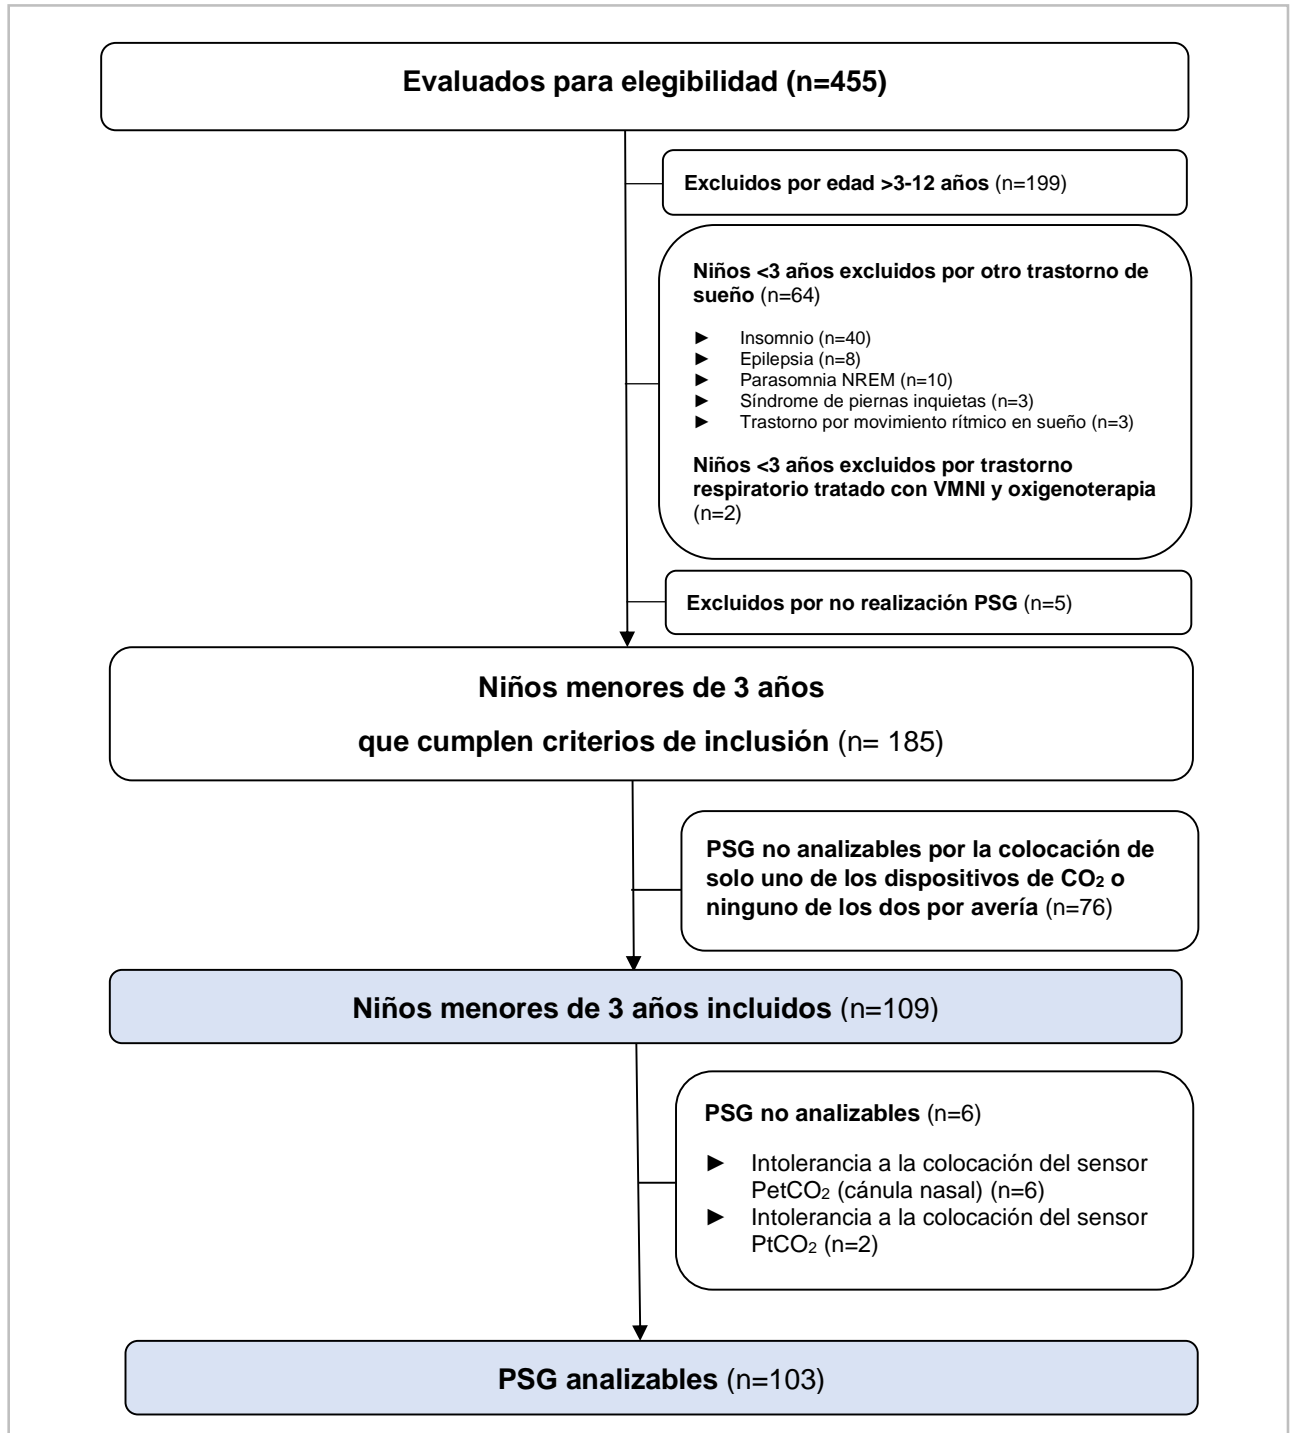 Evaluados para elegibilidad (n=455)
Excluidos por edad >3-12 años (n=199)
Niños <3 años excluidos por otro trastorno de
sueño (n=64)
► Insomnio (n=40)
► Epilepsia (n=8)
► Parasomnia NREM (n=10)
► Síndrome de piernas inquietas (n=3)
► Trastorno por movimiento rítmico en sueño (n=3)
Niños <3 años excluidos por trastorno
respiratorio tratado con VMNI y oxigenoterapia
(n=2)
Excluidos por no realización PSG (n=5)
Niños menores de 3 años
que cumplen criterios de inclusión (n= 185)
PSG no analizables por la colocación de
solo uno de los dispositivos de CO₂ o
ninguno de los dos por avería (n=76)
Niños menores de 3 años incluidos (n=109)
PSG no analizables (n=6)
► Intolerancia a la colocación del sensor
PetCO₂ (cánula nasal) (n=6)
► Intolerancia a la colocación del sensor
PtCO₂ (n=2)
PSG analizables (n=103)